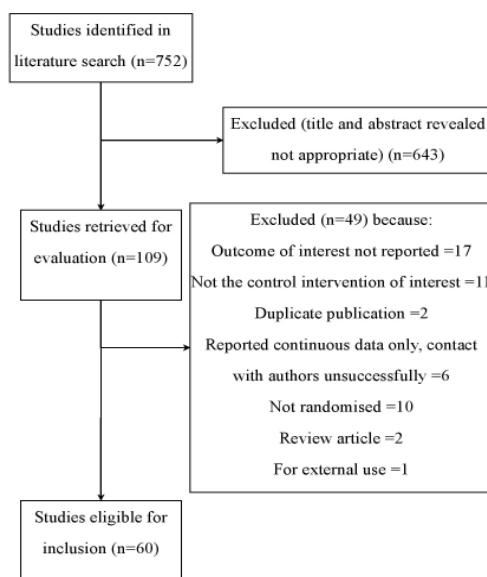 Studies identified in
literature search (n=752)
Excluded (title and abstract revealed
not appropriate) (n=643)
Studies retrieved for
evaluation (n=109)
Excluded (n=49) because:
Outcome of interest not reported =17
Not the control intervention of interest =11
Duplicate publication =2
Reported continuous data only, contact
with authors unsuccessfully =6
Not randomised =10
Review article =2
For external use =1
Studies eligible for
inclusion (n=60)